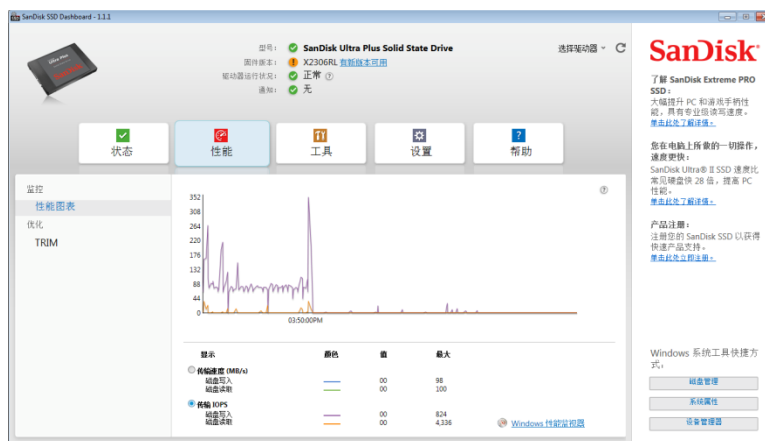 SanDisk SSD Dashboard - 1.1.1
型号: SanDisk Ultra Plus Solid State Drive
选择驱动器
固件版本: X2306RL 有新版本可用
驱动器运行状况: 正常
通知: 无
状态
性能
工具
设置
帮助
监控
性能图表
优化
TRIM
352
308
264
220
176
132
88
44
0
03:50:00PM
显示 颜色 值 最大
传输速度 (MB/s)
磁盘写入 00 98
磁盘读取 00 100
传输 IOPS
磁盘写入 00 824
磁盘读取 00 4,336
Windows 性能监视器
SanDisk
了解 SanDisk Extreme PRO
SSD:
大幅提升 PC 和游戏手柄性
能，具有专业级读写速度。
单击此处了解详情。
您在电脑上所做的一切操作，
速度更快:
SanDisk Ultra® II SSD 速度比
常见硬盘快 28 倍，提高 PC
性能。
单击此处了解详情。
产品注册:
注册您的 SanDisk SSD 以获得
快速产品支持。
单击此处立即注册。
Windows 系统工具快捷方
式:
磁盘管理
系统属性
设备管理器